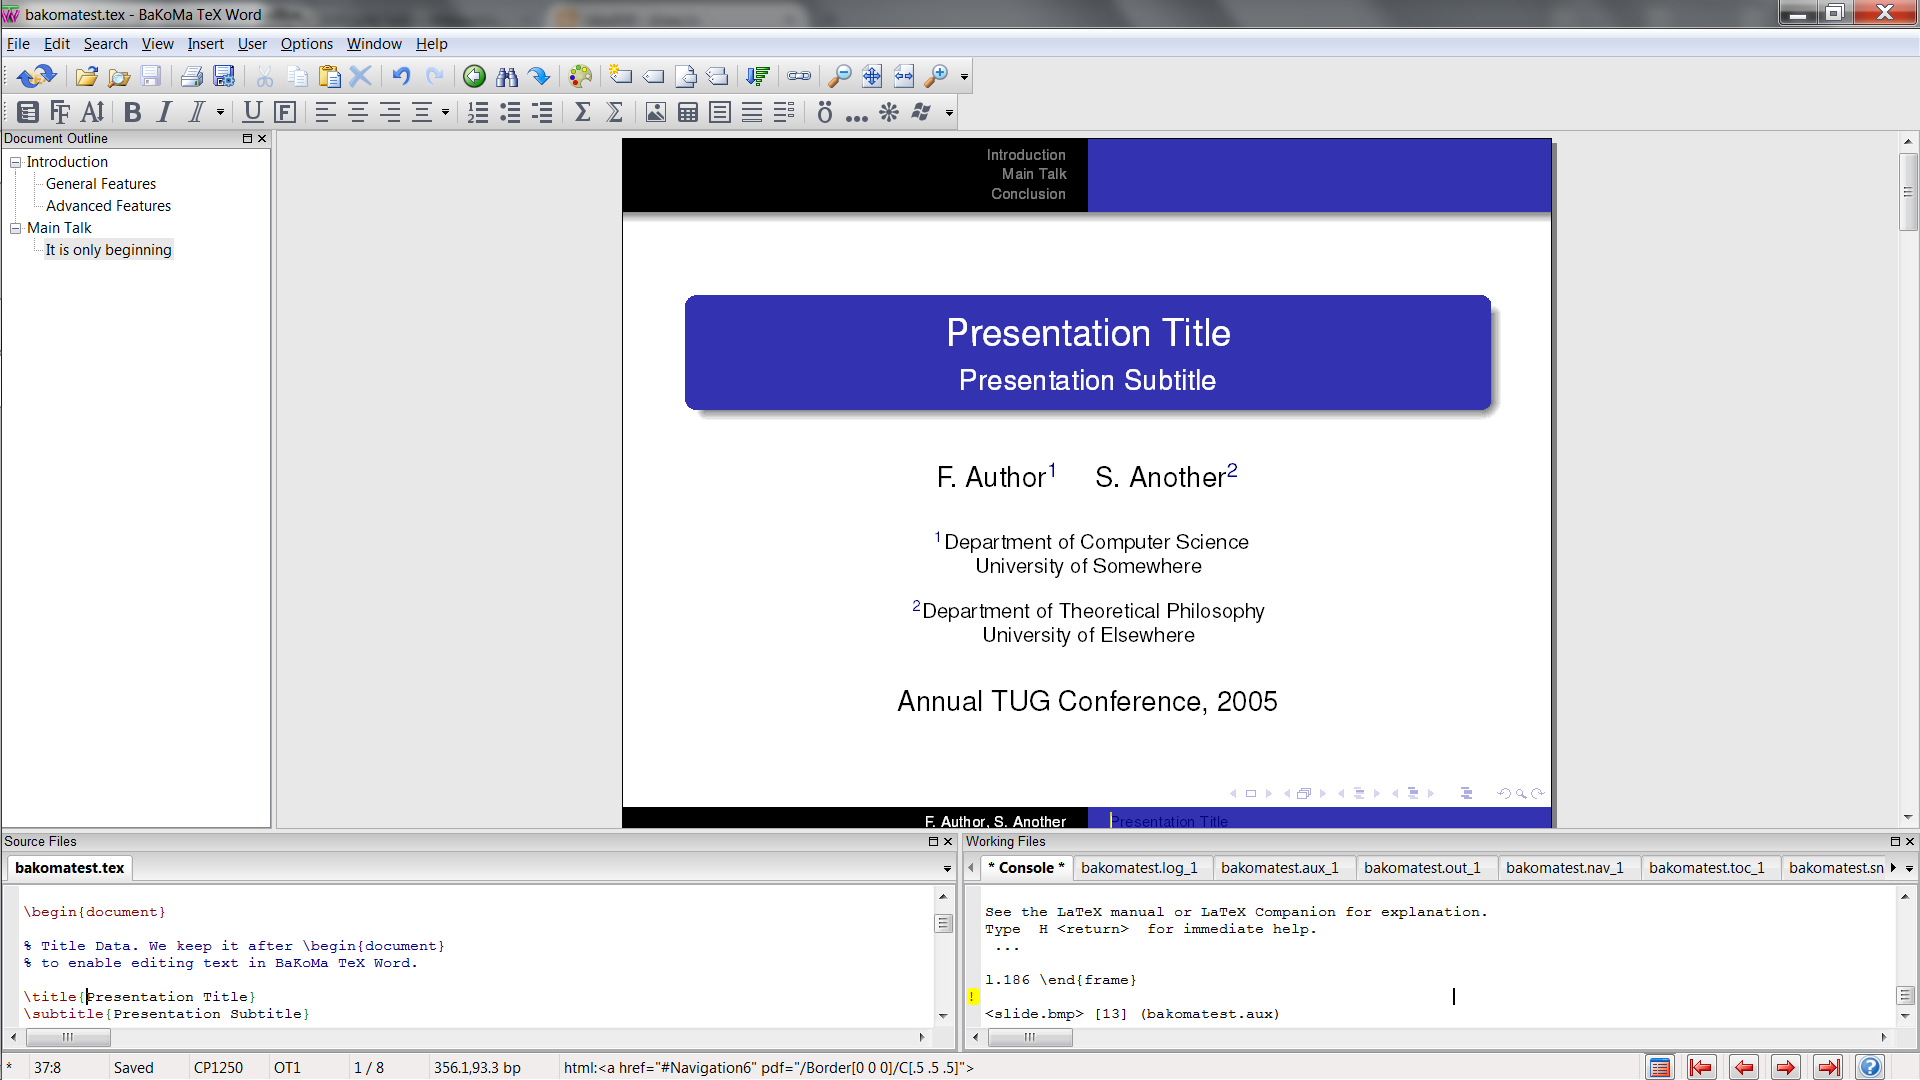 bakomatest.tex - BaKoMa TeX Word
File Edit Search View Insert User Options Window Help
Document Outline
Introduction
General Features
Advanced Features
Main Talk
It is only beginning
Introduction
Main Talk
Conclusion
Presentation Title
Presentation Subtitle
F. Author1 S. Another2
1 Department of Computer Science
University of Somewhere
2 Department of Theoretical Philosophy
University of Elsewhere
Annual TUG Conference, 2005
F. Author, S. Another Presentation Title
Source Files
bakomatest.tex
\begin{document}
% Title Data. We keep it after \begin{document}
% to enable editing text in BaKoMa TeX Word.
\title{Presentation Title}
\subtitle{Presentation Subtitle}
Working Files
* Console * bakomatest.log_1 bakomatest.aux_1 bakomatest.out_1 bakomatest.nav_1 bakomatest.toc_1 bakomatest.sn
See the LaTeX manual or LaTeX Companion for explanation.
Type H <return> for immediate help.
...
l.186 \end{frame}
<slide.bmp> [13] (bakomatest.aux)
* 37:8 Saved CP1250 OT1 1 / 8 356.1,93.3 bp html:<a href="#Navigation6" pdf="/Border[0 0 0]/C[.5 .5 .5]">